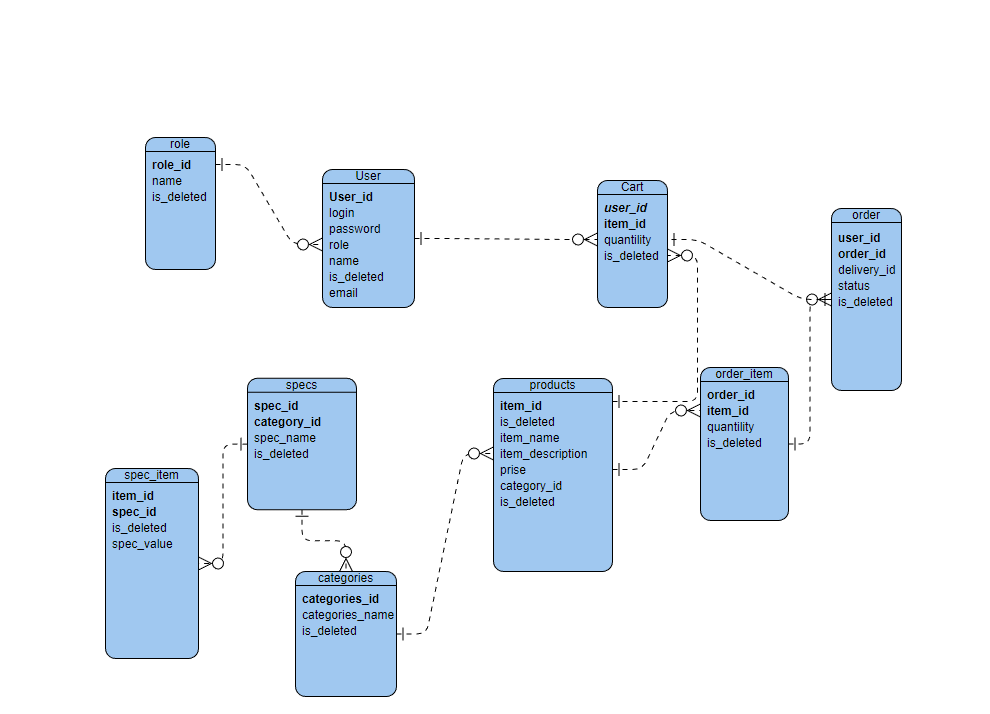 role
role_id
name
is_deleted
User
User_id
login
password
role
name
is_deleted
email
Cart
user_id
item_id
quantility
is_deleted
order
user_id
order_id
delivery_id
status
is_deleted
specs
spec_id
category_id
spec_name
is_deleted
products
item_id
is_deleted
item_name
item_description
prise
category_id
is_deleted
order_item
order_id
item_id
quantility
is_deleted
spec_item
item_id
spec_id
is_deleted
spec_value
categories
categories_id
categories_name
is_deleted